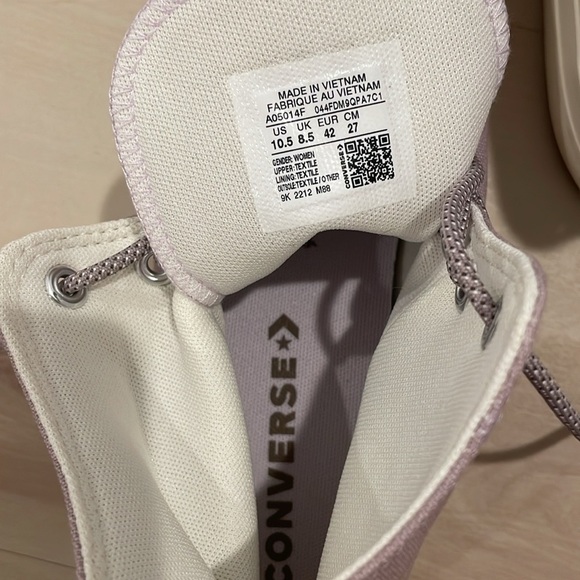 MADE IN VIETNAM
FABRIQUE AU VIETNAM
A05014F 044FDM9QPA7C1
US UK EUR CM
10.5 8.5 42 27
GENDER: WOMEN
UPPER: TEXTILE
LINING: TEXTILE
OUTSOLE: TEXTILE / OTHER
9K 2212 M88
CONVERSE
CONVERSE